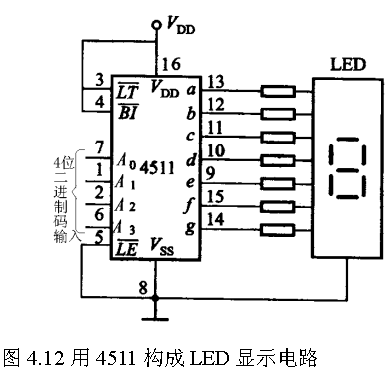 V_DD
16
LED
3 LT V_DD a 13
4 BI b 12
c 11
7 A_0 4511 d 10
1 A_1 e 9
2 A_2 f 15
6 A_3 g 14
5 LE V_SS
4位二进制码输入
8
图 4.12 用 4511 构成 LED 显示电路